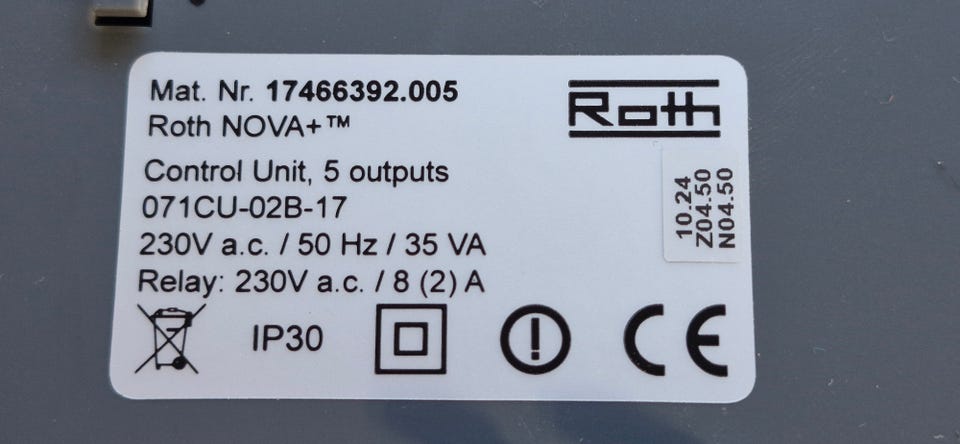 Mat. Nr. 17466392.005
Roth NOVA+™
Roth
Control Unit, 5 outputs
071CU-02B-17
230V a.c. / 50 Hz / 35 VA
Relay: 230V a.c. / 8 (2) A
10.24
Z04.50
N04.50
IP30
CE